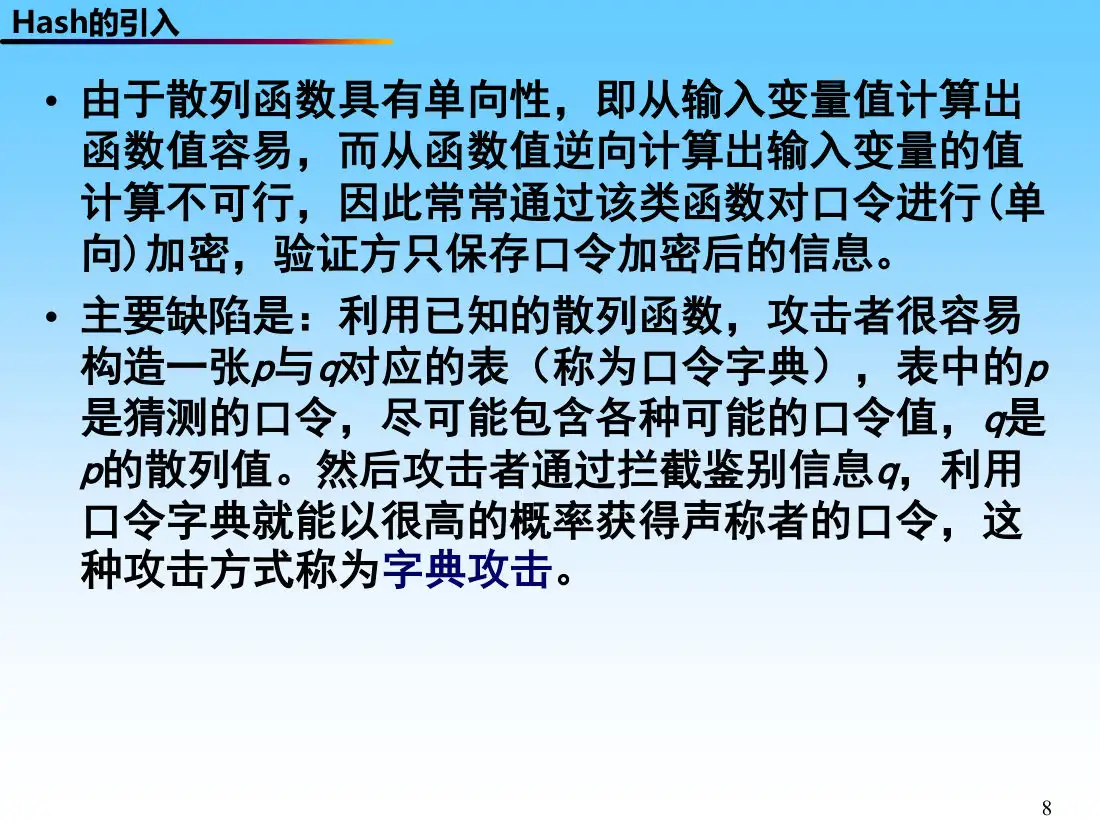 Hash的引入
• 由于散列函数具有单向性，即从输入变量值计算出
函数值容易，而从函数值逆向计算出输入变量的值
计算不可行，因此常常通过该类函数对口令进行(单
向)加密，验证方只保存口令加密后的信息。
• 主要缺陷是：利用已知的散列函数，攻击者很容易
构造一张p与q对应的表（称为口令字典），表中的p
是猜测的口令，尽可能包含各种可能的口令值，q是
p的散列值。然后攻击者通过拦截鉴别信息q，利用
口令字典就能以很高的概率获得声称者的口令，这
种攻击方式称为字典攻击。
8